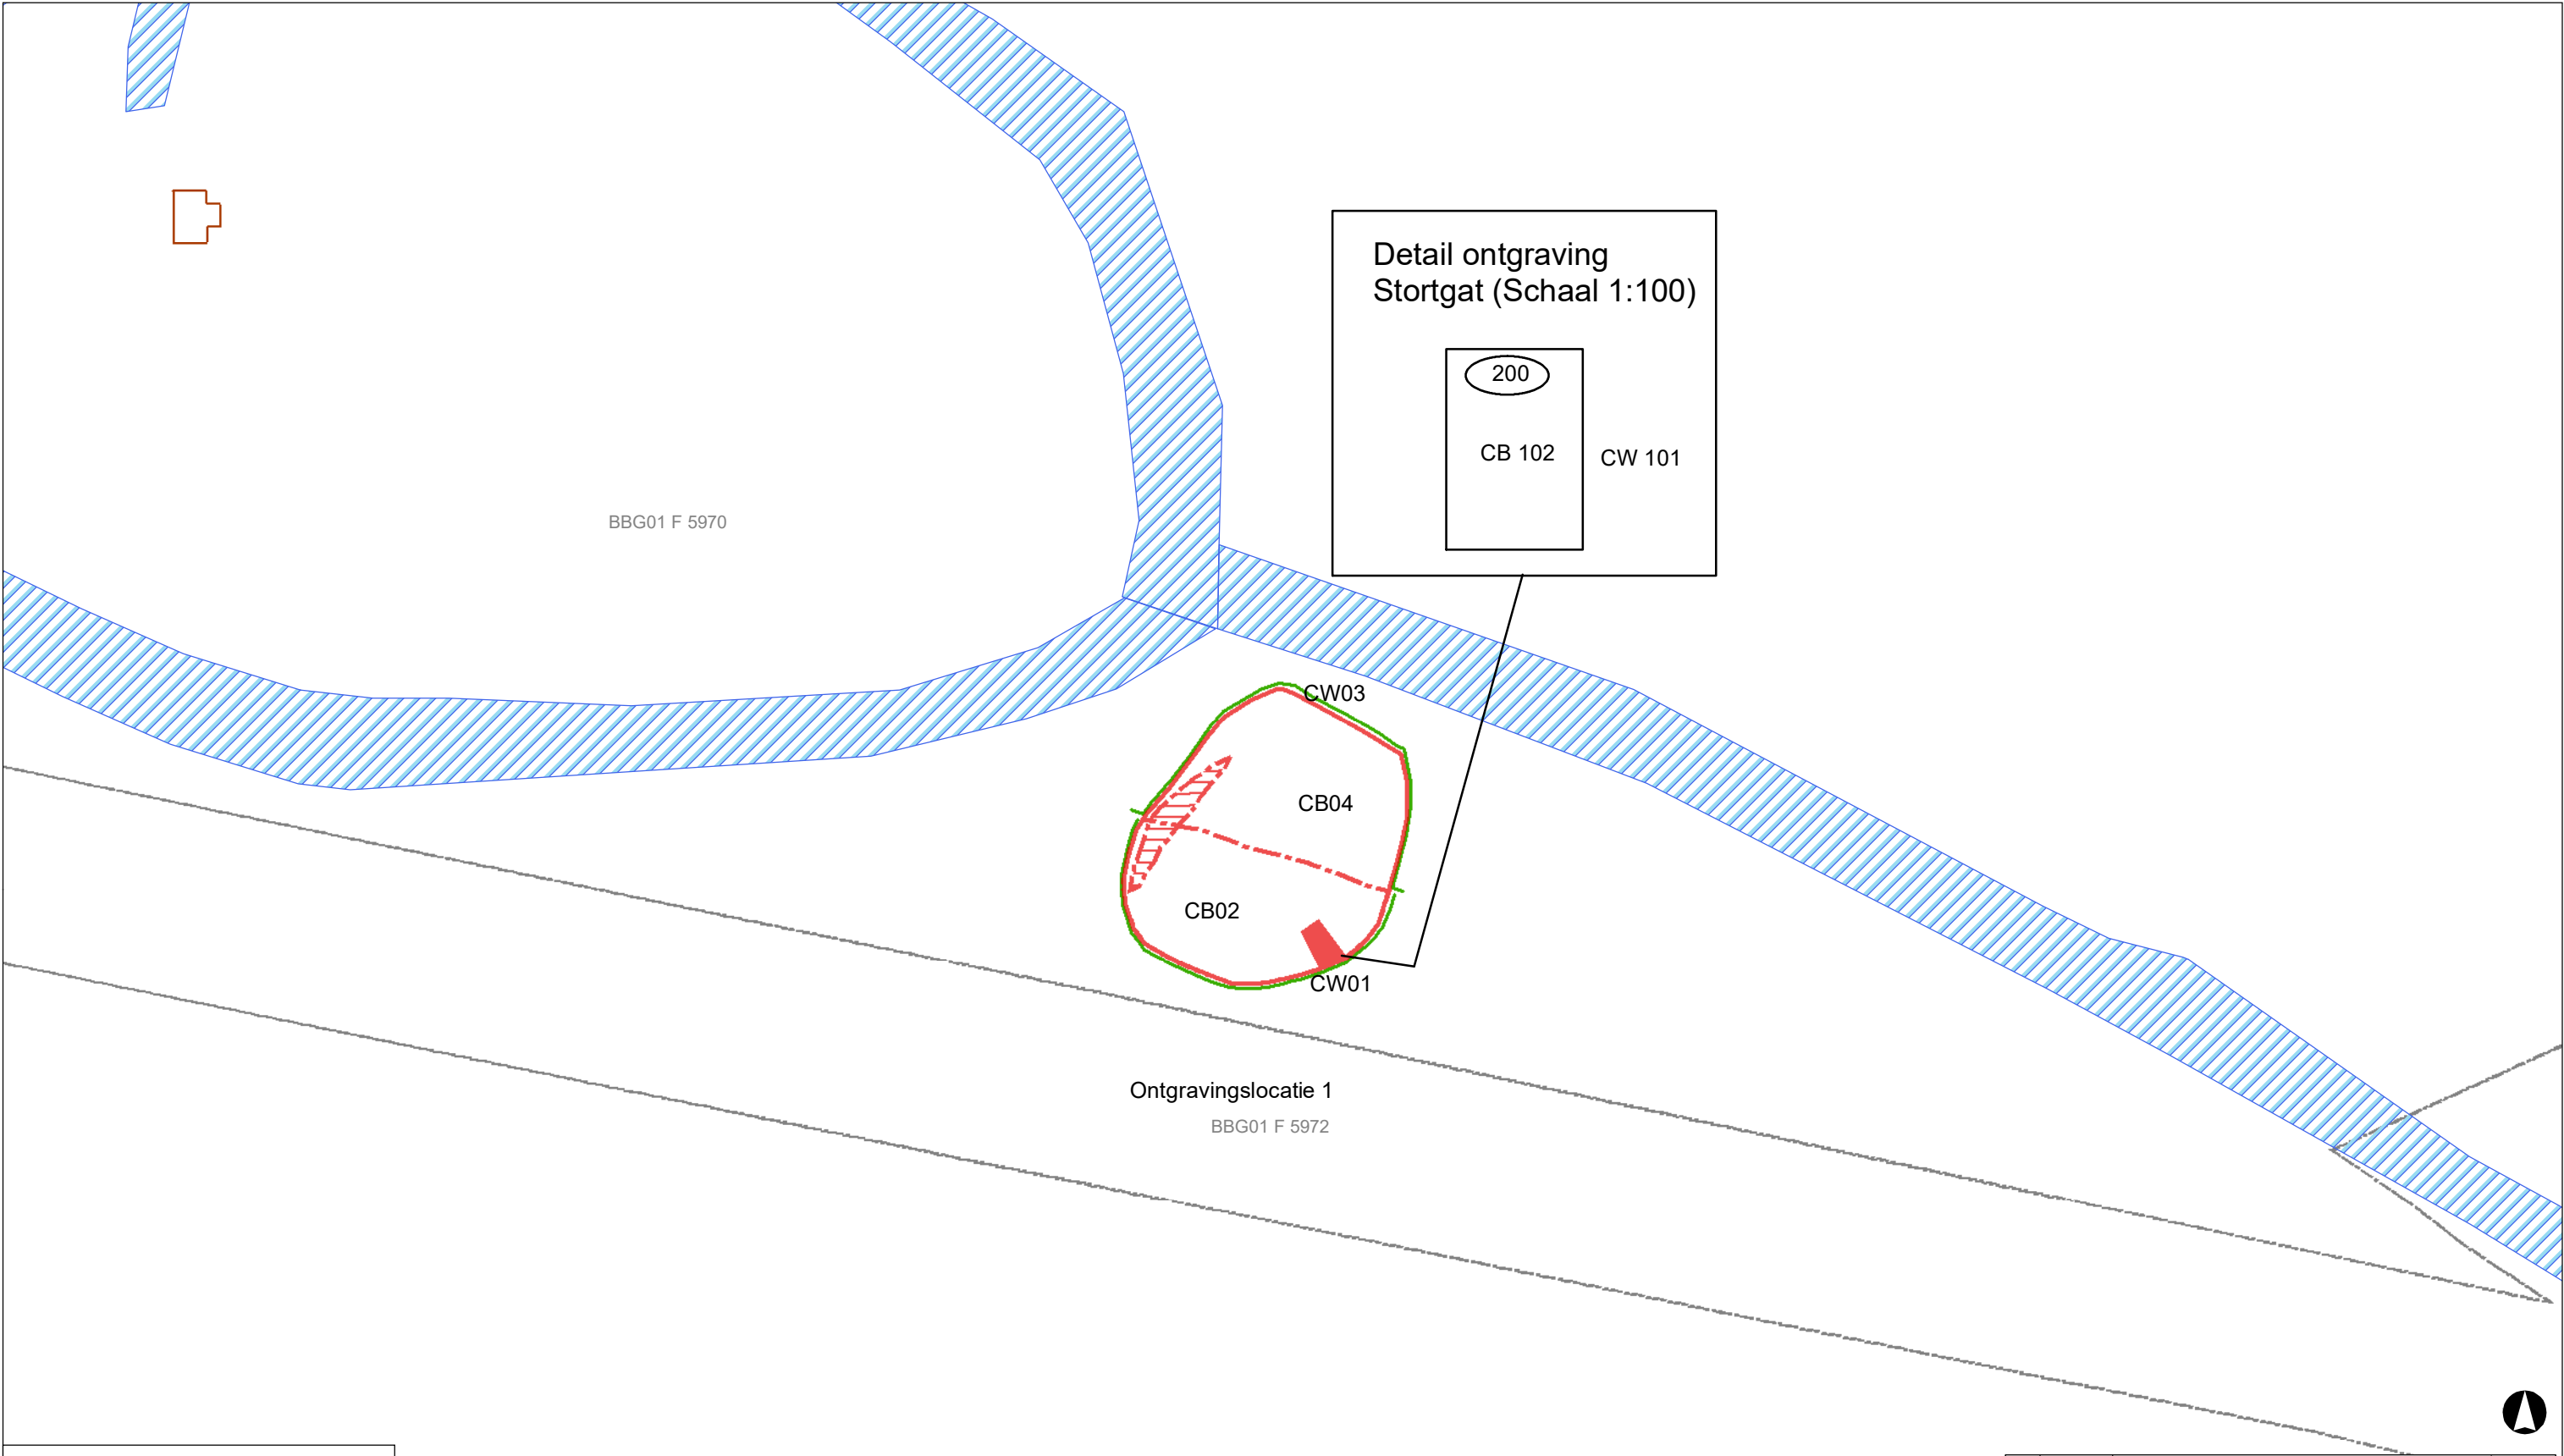 Detail ontgraving
Stortgat (Schaal 1:100)
200
CB 102
CW 101
BBG01 F 5970
CW03
CB04
CB02
CW01
Ontgravingslocatie 1
BBG01 F 5972